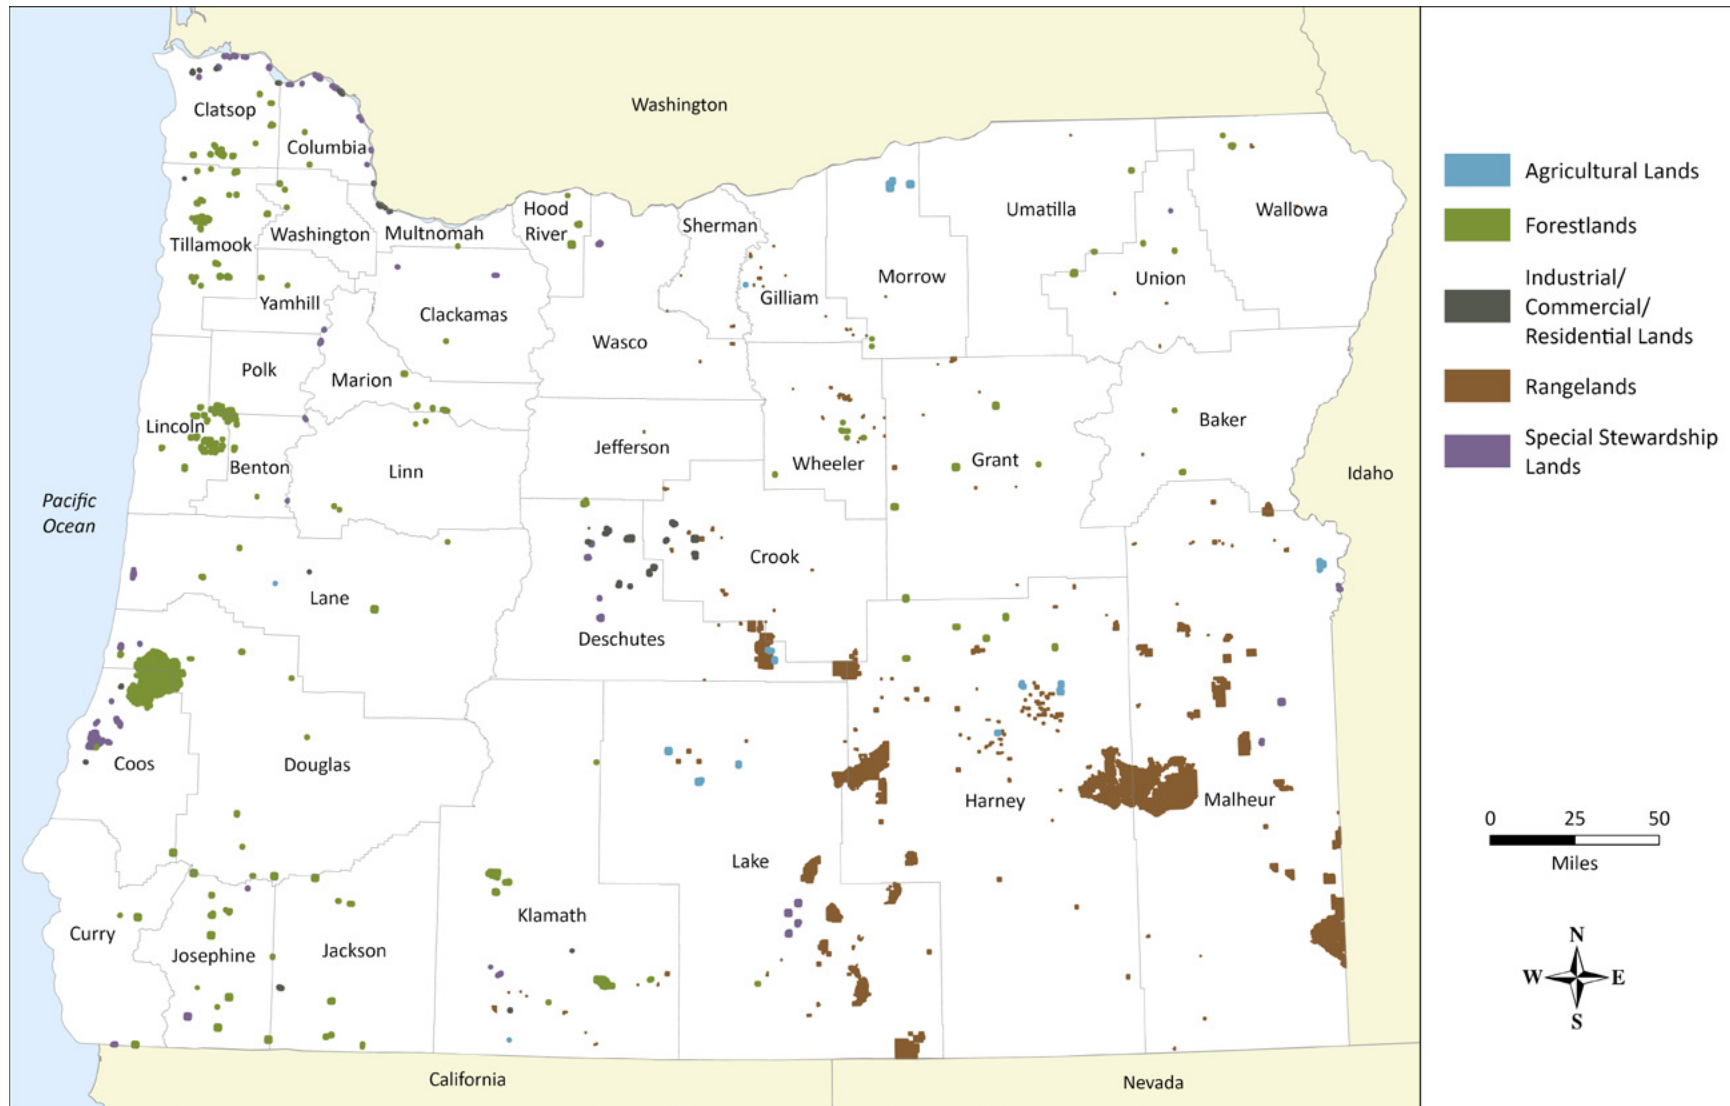 Washington
Clatsop
Columbia
Hood
River
Sherman
Umatilla
Wallowa
Tillamook
Washington
Multnomah
Morrow
Union
Gilliam
Yamhill
Clackamas
Wasco
Polk
Marion
Lincoln
Jefferson
Baker
Benton
Linn
Wheeler
Grant
Idaho
Pacific
Ocean
Crook
Lane
Deschutes
Coos
Douglas
Harney
Malheur
Lake
Klamath
Curry
Josephine
Jackson
California
Nevada
Agricultural Lands
Forestlands
Industrial/
Commercial/
Residential Lands
Rangelands
Special Stewardship
Lands
0 25 50
Miles
N
W E
S